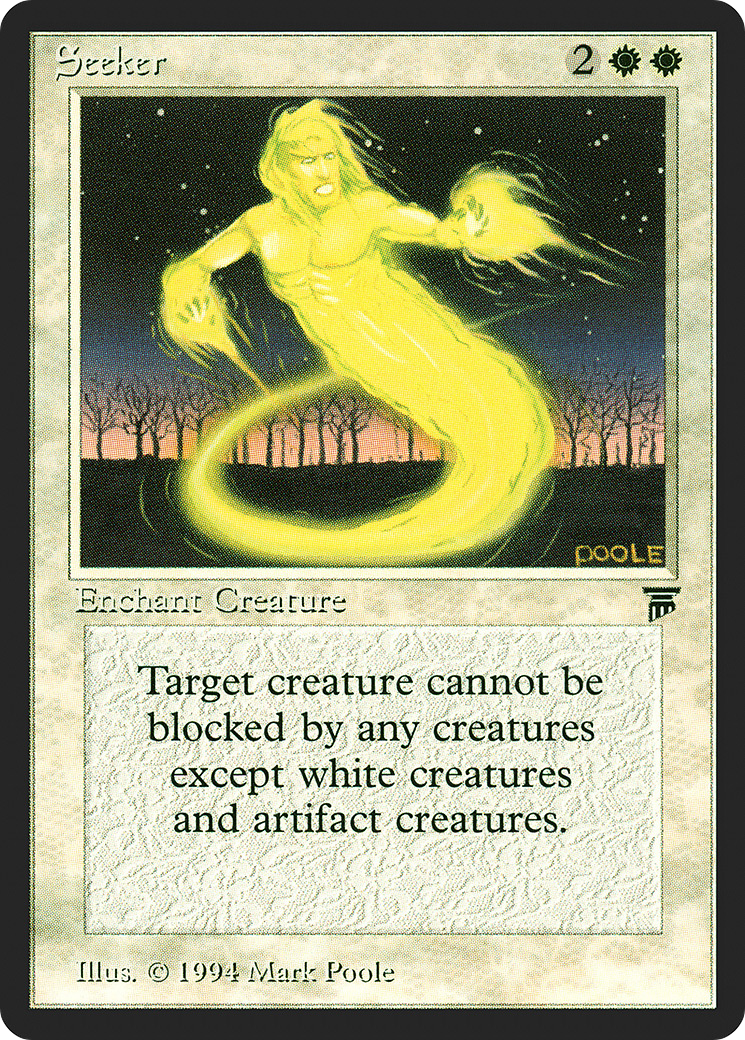 Seeker 2
POOLE
Enchant Creature
Target creature cannot be
blocked by any creatures
except white creatures
and artifact creatures.
Illus. © 1994 Mark Poole